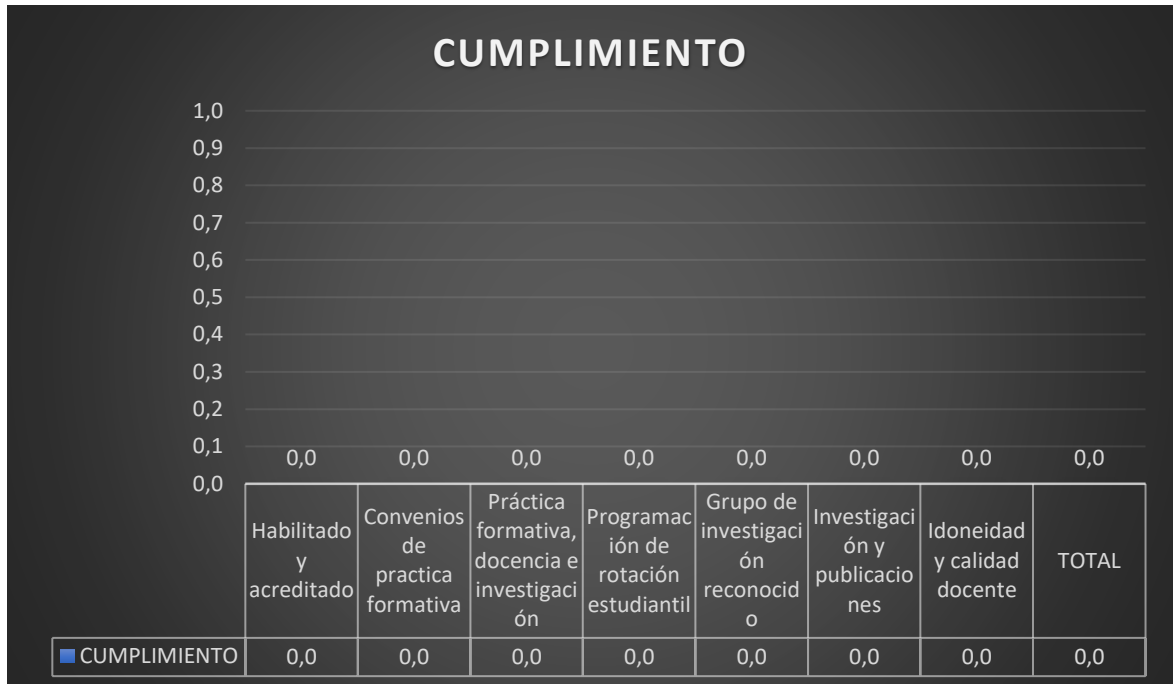 CUMPLIMIENTO
1,0
0,9
0,8
0,7
0,6
0,5
0,4
0,3
0,2
0,1
0,0
0,0 0,0 0,0 0,0 0,0 0,0 0,0 0,0
Habilitado
y
acreditado
Convenios
de
practica
formativa
Práctica
formativa,
docencia e
investigaci
ón
Programac
ión de
rotación
estudiantil
Grupo de
investigaci
ón
reconocid
o
Investigaci
ón y
publicacio
nes
Idoneidad
y calidad
docente
TOTAL
CUMPLIMIENTO 0,0 0,0 0,0 0,0 0,0 0,0 0,0 0,0